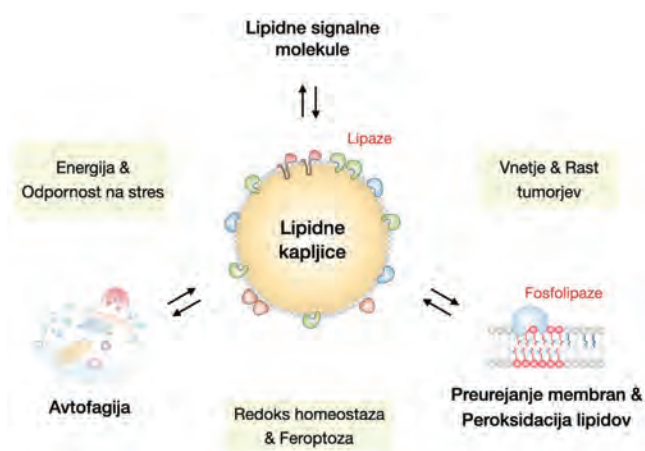 Lipidne signalne
molekule
Lipaze
Energija &
Odpornost na stres
Vnetje & Rast
tumorjev
Lipidne
kapljice
Fosfolipaze
Avtofagija
Preurejanje membran &
Peroksidacija lipidov
Redoks homeostaza
& Feroptoza